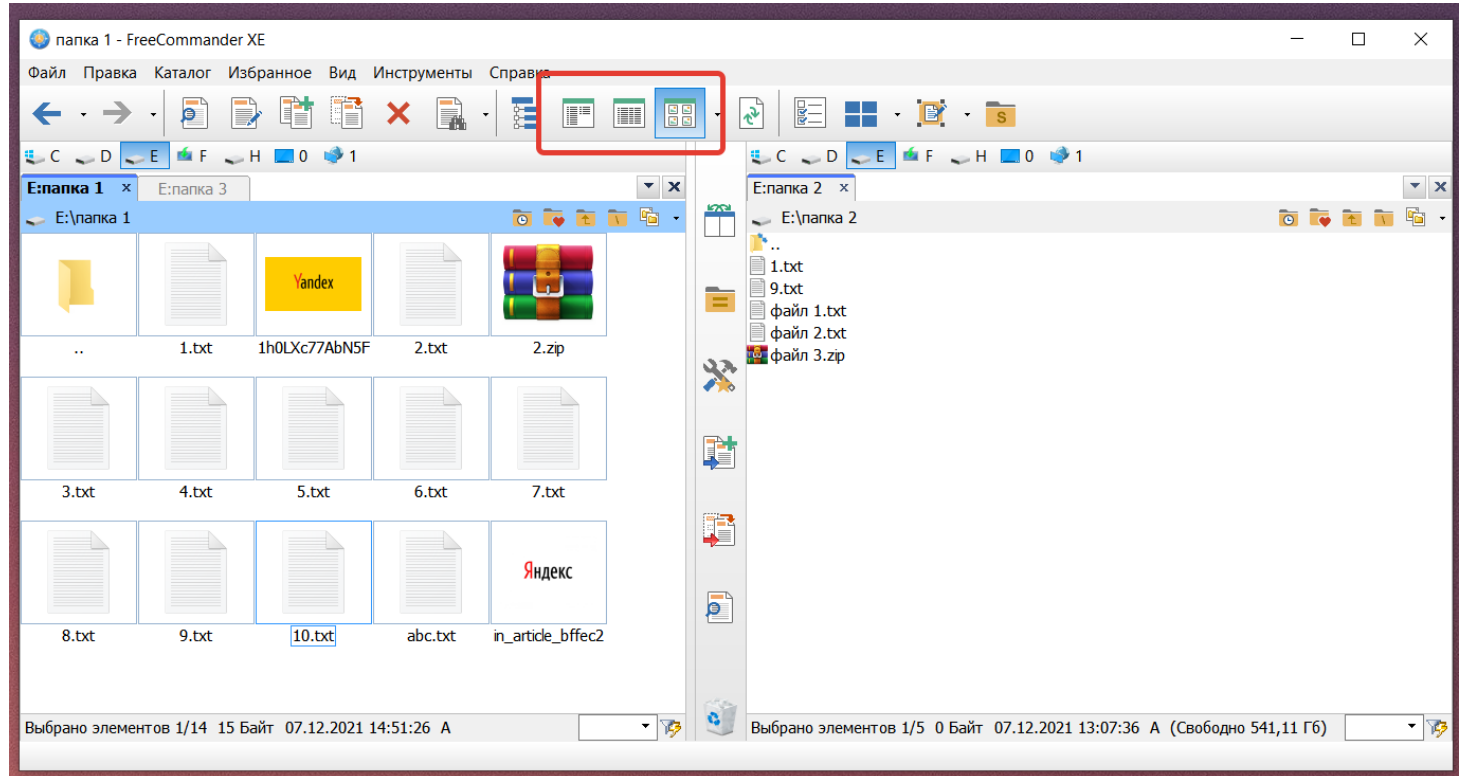 папка 1 - FreeCommander XE
Файл Правка Каталог Избранное Вид Инструменты Справка
S
C D E F H 0 1
C D E F H 0 1
E:папка 1 x E:папка 3
E:папка 2 x
E:\папка 1
E:\папка 2
Yandex
.. 1.txt 1h0LXc77AbN5F 2.txt 2.zip
3.txt 4.txt 5.txt 6.txt 7.txt
Яндекс
8.txt 9.txt 10.txt abc.txt in_article_bffec2
..
1.txt
9.txt
файл 1.txt
файл 2.txt
файл 3.zip
Выбрано элементов 1/14 15 Байт 07.12.2021 14:51:26 A
Выбрано элементов 1/5 0 Байт 07.12.2021 13:07:36 A (Свободно 541,11 Гб)